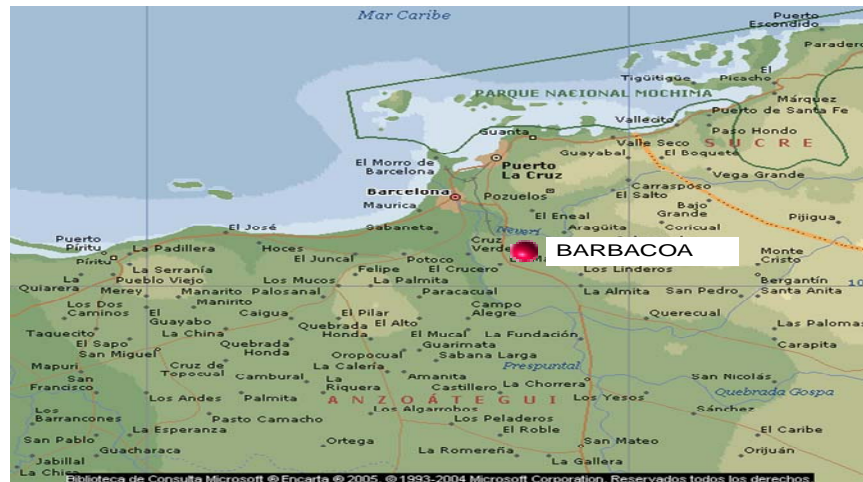 Mar Caribe
Puerto
Escondido
Paradero
El
Tigüitigüe Picacho
PARQUE NACIONAL MOCHIMA
Márquez
Puerto de Santa Fe
Vallecito
Guanta
Paso Hondo
Valle Seco
SUCRE
Guayabal
El Boquete
El Morro de
Barcelona
Puerto
La Cruz
Vega Grande
Barcelona
Carrasposo
Maurica
Pozuelos
El Salto
Bajo
Grande
El Eneal
Pijigua
El José
Sabaneta
Neverí
Aragüita
Coricual
Puerto
Píritu
La Padillera
Hoces
Cruz
Verde
BARBACOA
Monte
Cristo
Píritu
El Juncal
Potoco
La Serranía
Felipe
El Crucero
Los Linderos
La
Quiarera
Pueblo Viejo
Los Mucos
La Palmita
Bergantín
Merey
Manarito
Palosanal
Paracacual
La Almita
San Pedro
Santa Anita
10
Los Dos
Caminos
Manirito
Campo
Alegre
El
Guayabo
Caigua
El Pilar
Querecual
Taquecito
La China
Quebrada
Honda
El Alto
Las Palomas
El Sapo
Quebrada
Honda
El Mucal
La Fundación
Carapita
San Miguel
Guarimata
Oropocual
Sabana Larga
Mapuri
Cruz de
Topocual
La Calería
Prespuntal
San
Francisco
Cambural
La
Riquera
Amanita
La Chorrera
San Nicolás
Castillero
Quebrada Gospa
Los Andes
Palmita
ANZOÁTEGUI
Los Yesos
Los
Barrancones
Pasto Camacho
Los Algarrobos
Los Peladeros
Sánchez
La Esperanza
El Roble
El Caribe
San Pablo
Ortega
San Mateo
Guacharaca
La Romereña
Orijuán
Jabillal
La Gallera
La Chica
Biblioteca de Consulta Microsoft ® Encarta ® 2005. © 1993-2004 Microsoft Corporation. Reservados todos los derechos.